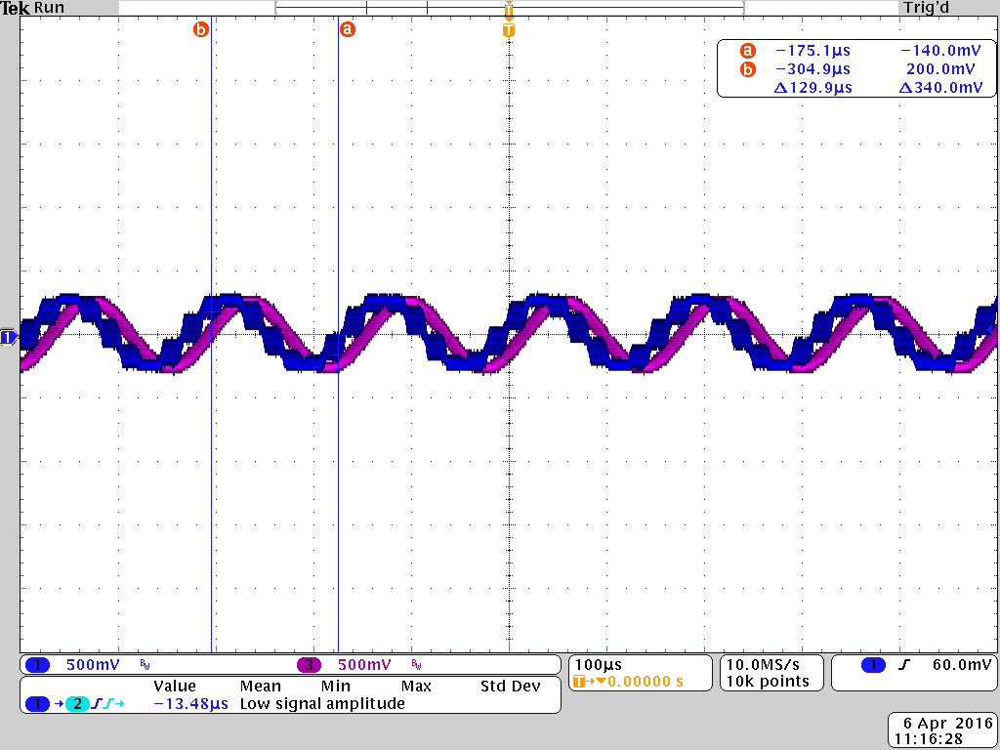 Tek Run Trig'd
T
b a T
a −175.1µs −140.0mV
b −304.9µs 200.0mV
Δ129.9µs Δ340.0mV
1
1 500mV BW 3 500mV BW
100µs
T→▼0.00000 s
10.0MS/s
10k points
1 60.0mV
Value Mean Min Max Std Dev
1 → 2 −13.48µs Low signal amplitude
6 Apr 2016
11:16:28